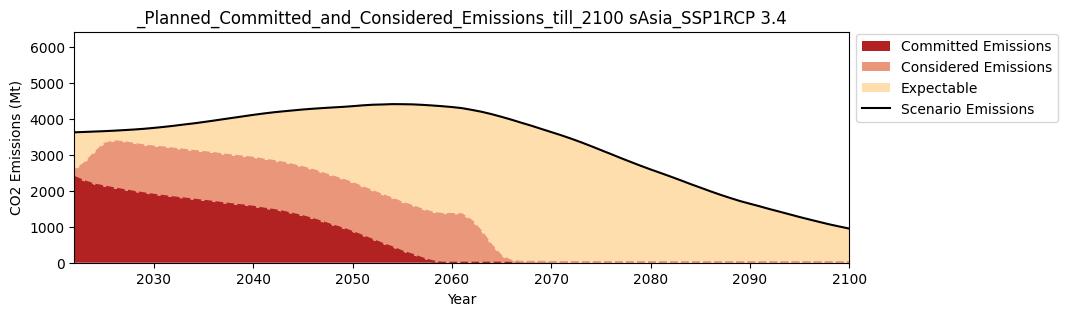 _Planned_Committed_and_Considered_Emissions_till_2100 sAsia_SSP1RCP 3.4
6000
5000
4000
3000
2000
1000
0
CO2 Emissions (Mt)
2030 2040 2050 2060 2070 2080 2090 2100
Year
Committed Emissions
Considered Emissions
Expectable
Scenario Emissions